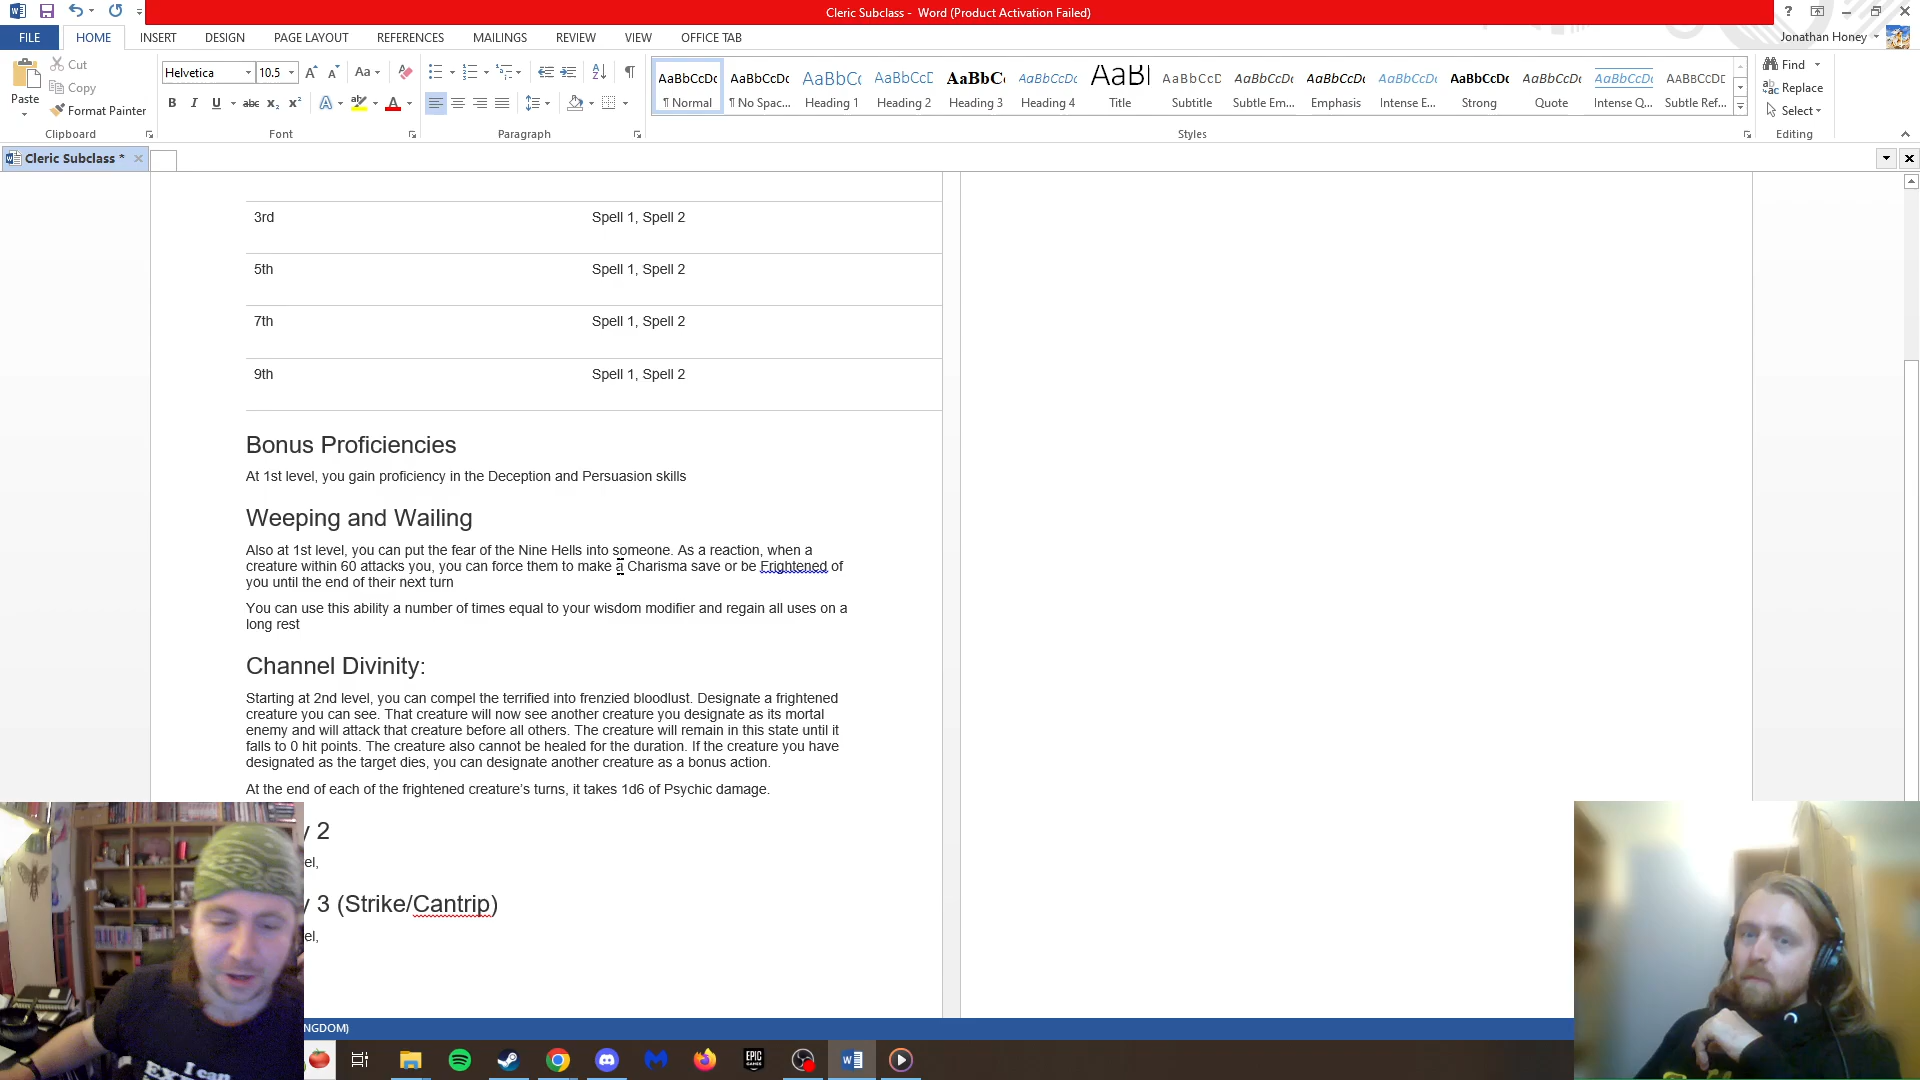 Cleric Subclass - Word (Product Activation Failed)
FILE HOME INSERT DESIGN PAGE LAYOUT REFERENCES MAILINGS REVIEW VIEW OFFICE TAB
Jonathan Honey
Paste
Cut
Copy
Format Painter
Clipboard
Helvetica 10.5
Font
Paragraph
AaBbCcDc AaBbCcDc AaBbCc AaBbCcD AaBbC AaBbCcDc AaBl AaBbCcD AaBbCcDc AaBbCcDc AaBbCcDc AaBbCcDc AaBbCcDc AaBbCcDc AABBCCDE
¶ Normal ¶ No Spac... Heading 1 Heading 2 Heading 3 Heading 4 Title Subtitle Subtle Em... Emphasis Intense E... Strong Quote Intense Q... Subtle Ref...
Styles
Find
Replace
Select
Editing
Cleric Subclass *
3rd Spell 1, Spell 2
5th Spell 1, Spell 2
7th Spell 1, Spell 2
9th Spell 1, Spell 2
Bonus Proficiencies
At 1st level, you gain proficiency in the Deception and Persuasion skills
Weeping and Wailing
Also at 1st level, you can put the fear of the Nine Hells into someone. As a reaction, when a
creature within 60 attacks you, you can force them to make a Charisma save or be Frightened of
you until the end of their next turn
You can use this ability a number of times equal to your wisdom modifier and regain all uses on a
long rest
Channel Divinity:
Starting at 2nd level, you can compel the terrified into frenzied bloodlust. Designate a frightened
creature you can see. That creature will now see another creature you designate as its mortal
enemy and will attack that creature before all others. The creature will remain in this state until it
falls to 0 hit points. The creature also cannot be healed for the duration. If the creature you have
designated as the target dies, you can designate another creature as a bonus action.
At the end of each of the frightened creature's turns, it takes 1d6 of Psychic damage.
y 2
el,
y 3 (Strike/Cantrip)
el,
NGDOM)
I can
EPIC
GAMES